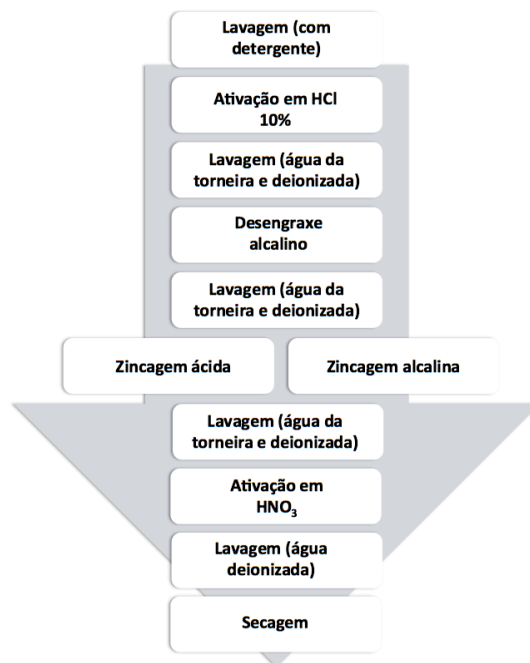 Lavagem (com
detergente)
Ativação em HCl
10%
Lavagem (água da
torneira e deionizada)
Desengraxe
alcalino
Lavagem (água da
torneira e deionizada)
Zincagem ácida
Zincagem alcalina
Lavagem (água da
torneira e deionizada)
Ativação em
HNO₃
Lavagem (água
deionizada)
Secagem